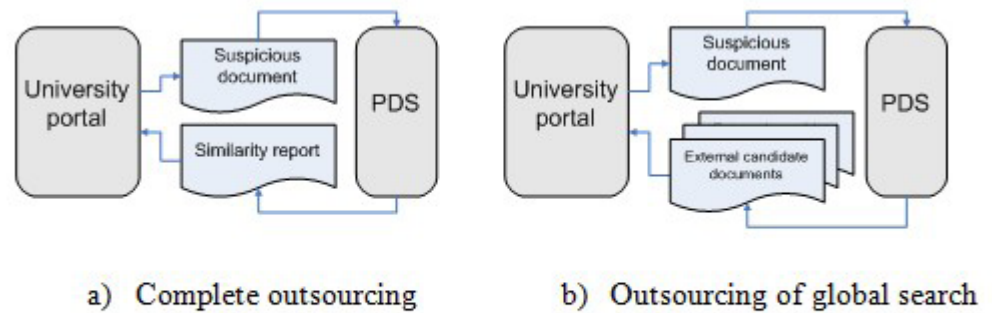 University
portal
Suspicious
document
PDS
Similarity report
University
portal
Suspicious
document
PDS
External candidate
documents
a) Complete outsourcing
b) Outsourcing of global search